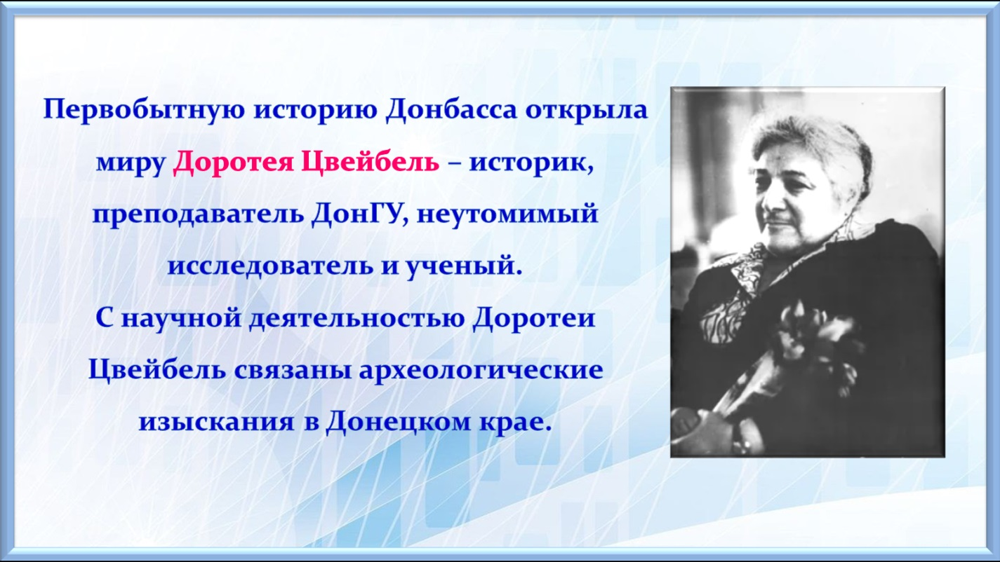 Первобытную историю Донбасса открыла
миру Доротея Цвейбель – историк,
преподаватель ДонГУ, неутомимый
исследователь и ученый.
С научной деятельностью Доротеи
Цвейбель связаны археологические
изыскания в Донецком крае.